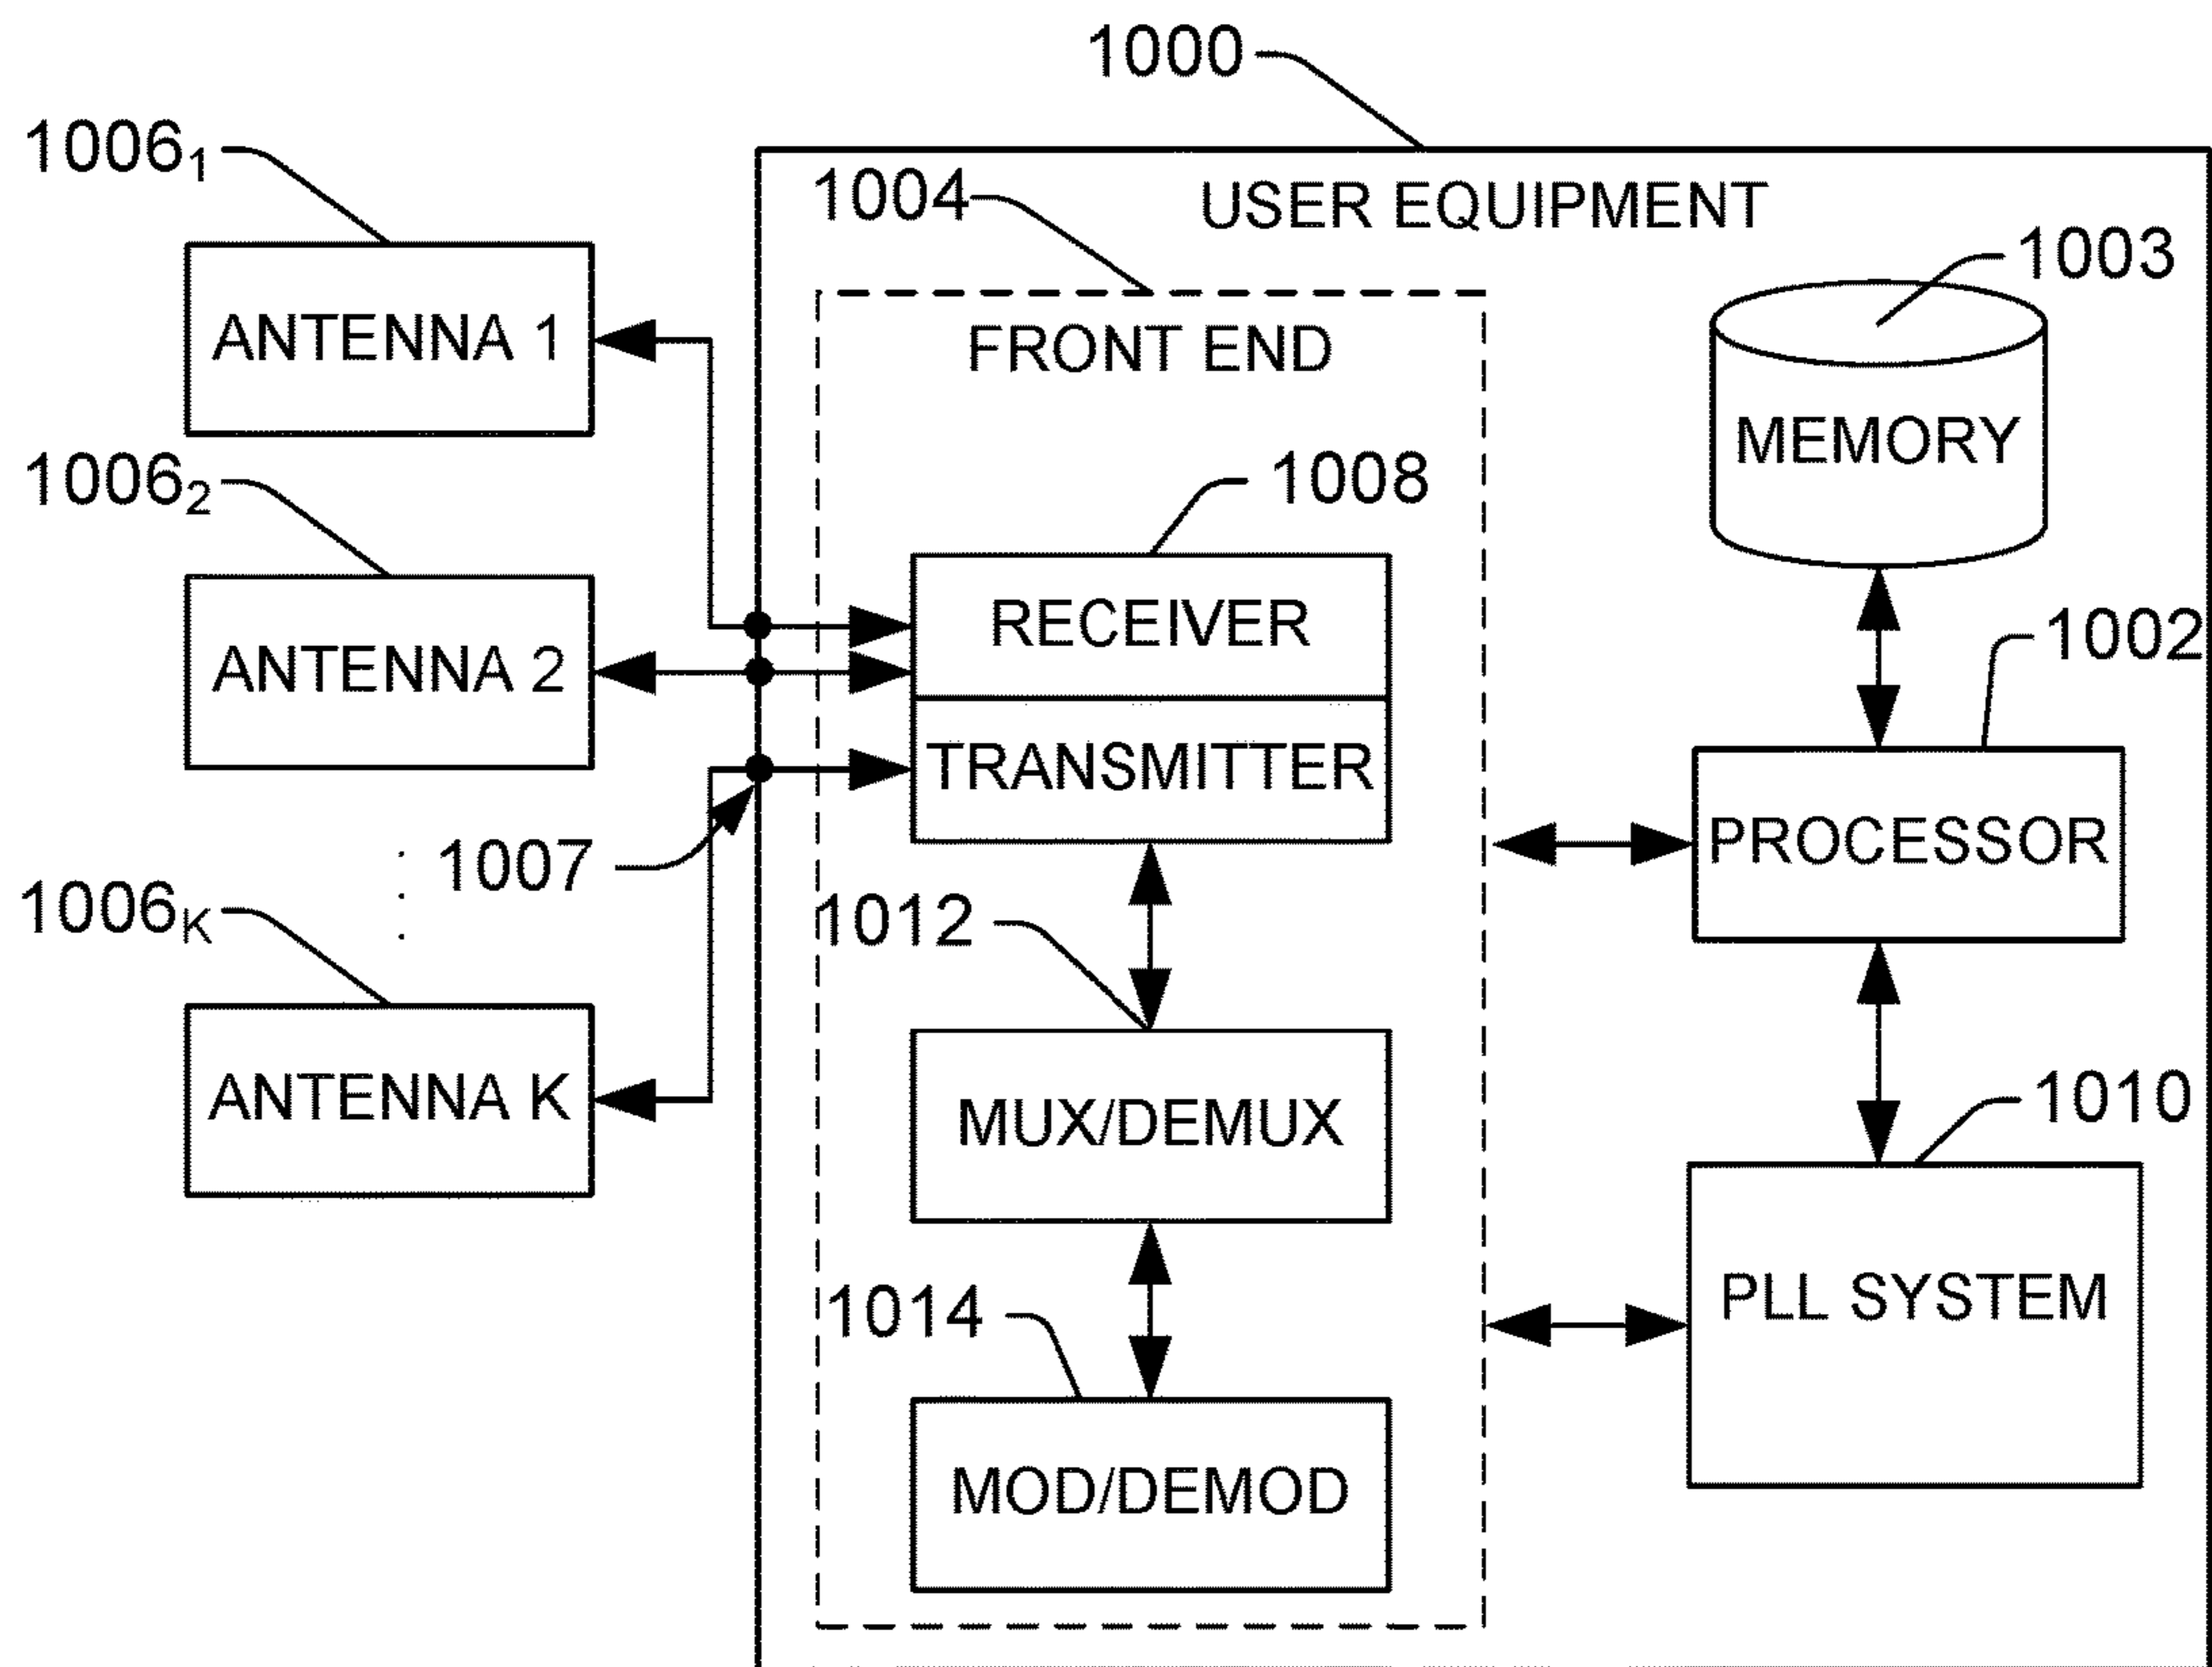 1000
1006₁
1004
USER EQUIPMENT
1003
ANTENNA 1
FRONT END
MEMORY
1006₂
1008
RECEIVER
1002
ANTENNA 2
TRANSMITTER
PROCESSOR
1007
1006K
1012
1010
ANTENNA K
MUX/DEMUX
PLL SYSTEM
1014
MOD/DEMOD